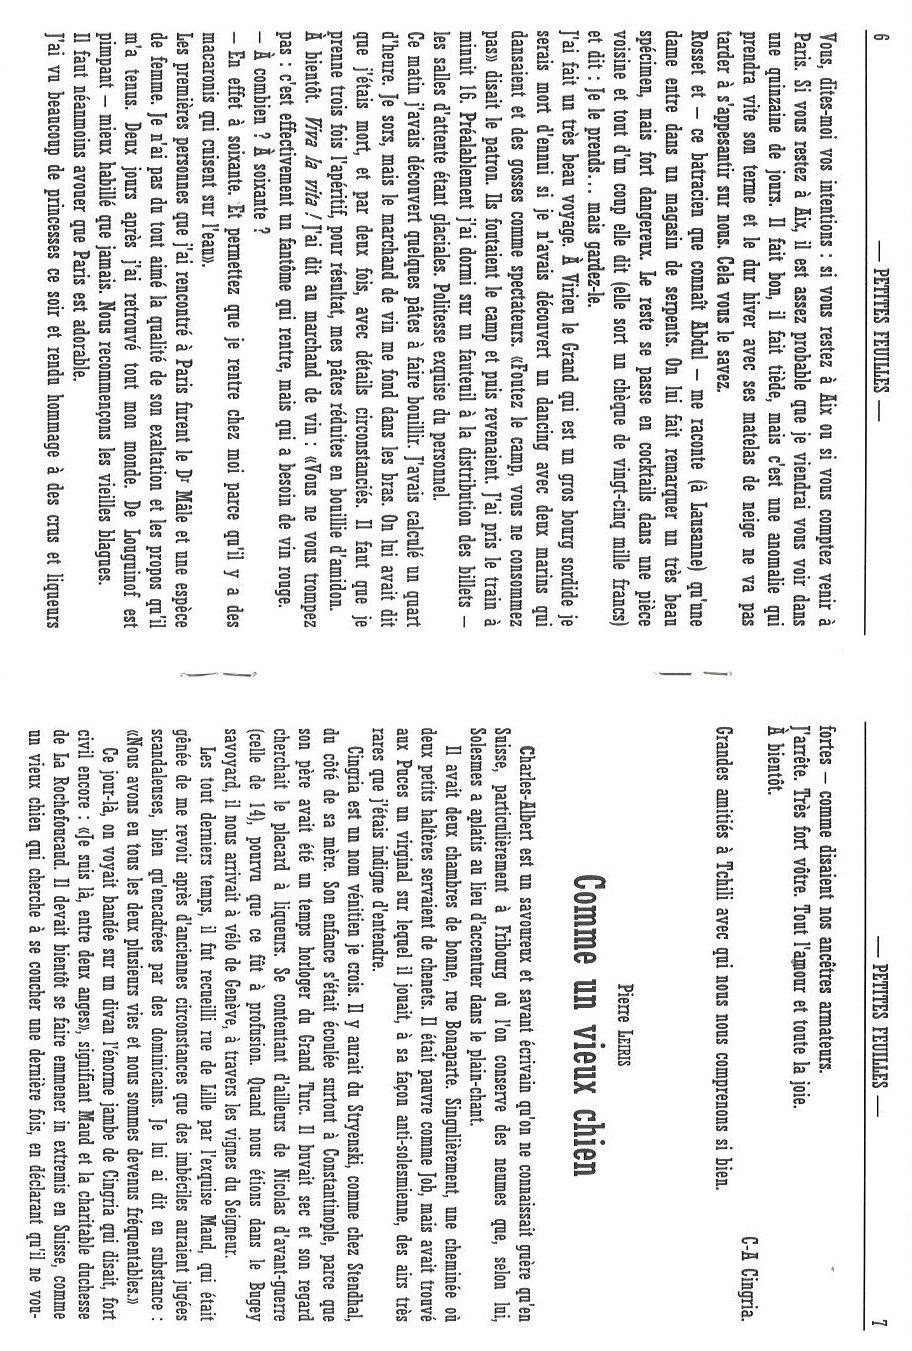 6
— PETITES FEUILLES —
Vous, dites-moi vos intentions : si vous restez à Aix ou si vous comptez venir à
Paris. Si vous restez à Aix, il est assez probable que je viendrai vous voir dans
une quinzaine de jours. Il fait bon, il fait tiède, mais c'est une anomalie qui
prendra vite son terme et le dur hiver avec ses matelas de neige ne va pas
tarder à s'appesantir sur nous. Cela vous le savez.
Rosset et – ce batracien que connaît Abdul – me raconte (à Lausanne) qu'une
dame entre dans un magasin de serpents. On lui fait remarquer un très beau
spécimen, mais fort dangereux. Le reste se passe en cocktails dans une pièce
voisine et tout d'un coup elle dit (elle sort un chèque de vingt-cinq mille francs)
et dit : Je le prends... mais gardez-le.
J'ai fait un très beau voyage. À Virieu le Grand qui est un gros bourg sordide je
serais mort d'ennui si je n'avais découvert un dancing avec deux marins qui
dansaient et des gosses comme spectateurs. «Foutez le camp, vous ne consommez
pas» disait le patron. Ils foutaient le camp et puis revenaient. J'ai pris le train à
minuit 16. Préalablement j'ai dormi sur un fauteuil à la distribution des billets –
les salles d'attente étant glaciales. Politesse exquise du personnel.
Ce matin j'avais découvert quelques pâtes à faire bouillir. J'avais calculé un quart
d'heure. Je sors, mais le marchand de vin me fond dans les bras. On lui avait dit
que j'étais mort, et par deux fois, avec détails circonstanciés. Il faut que je
prenne trois fois l'apéritif, pour résultat, mes pâtes réduites en bouillie d'amidon.
À bientôt. Viva la vita ! J'ai dit au marchand de vin : «Vous ne vous trompez
pas : c'est effectivement un fantôme qui rentre, mais qui a besoin de vin rouge.
– À combien ? À soixante ?
– En effet à soixante. Et permettez que je rentre chez moi parce qu'il y a des
macaronis qui cuisent sur l'eau».
Les premières personnes que j'ai rencontré à Paris furent le Dr Mâle et une espèce
de femme. Je n'ai pas du tout aimé la qualité de son exaltation et les propos qu'il
m'a tenus. Deux jours après j'ai retrouvé tout mon monde. De Louguinof est
pimpant – mieux habillé que jamais. Nous recommençons les vieilles blagues.
Il faut néanmoins avouer que Paris est adorable.
J'ai vu beaucoup de princesses ce soir et rendu hommage à des crus et liqueurs
— PETITES FEUILLES —
7
fortes – comme disaient nos ancêtres armateurs.
J'arrête. Très fort vôtre. Tout l'amour et toute la joie.
À bientôt.
C-A Cingria.
Grandes amitiés à Tchili avec qui nous nous comprenons si bien.
Pierre LEIRIS
Comme un vieux chien
Charles-Albert est un savoureux et savant écrivain qu'on ne connaissait guère qu'en
Suisse, particulièrement à Fribourg où l'on conserve des neumes que, selon lui,
Solesmes a aplatis au lieu d'accentuer dans le plain-chant.
Il avait deux chambres de bonne, rue Bonaparte. Singulièrement, une cheminée où
deux petits haltères servaient de chenets. Il était pauvre comme Job, mais avait trouvé
aux Puces un virginal sur lequel il jouait, à sa façon anti-solesmienne, des airs très
rares que j'étais indigne d'entendre.
Cingria est un nom vénitien je crois. Il y aurait du Stryenski, comme chez Stendhal,
du côté de sa mère. Son enfance s'était écoulée surtout à Constantinople, parce que
son père avait été un temps horloger du Grand Turc. Il buvait sec et son regard
cherchait le placard à liqueurs. Se contentant d'ailleurs de Nicolas d'avant-guerre
(celle de 14), pourvu que ce fût à profusion. Quand nous étions dans le Bugey
savoyard, il nous arrivait à vélo de Genève, à travers les vignes du Seigneur.
Les tout derniers temps, il fut recueilli rue de Lille par l'exquise Maud, qui était
gênée de me revoir après d'anciennes circonstances que des imbéciles auraient jugées
scandaleuses, bien qu'encadrées par des dominicains. Je lui ai dit en substance :
«Nous avons eu tous les deux plusieurs vies et nous sommes devenus fréquentables.»
Ce jour-là, on voyait bandée sur un divan l'énorme jambe de Cingria qui disait, fort
civil encore : «Je suis là, entre deux anges», signifiant Maud et la charitable duchesse
de La Rochefoucaud. Il devait bientôt se faire emmener in extremis en Suisse, comme
un vieux chien qui cherche à se coucher une dernière fois, en déclarant qu'il ne vou-